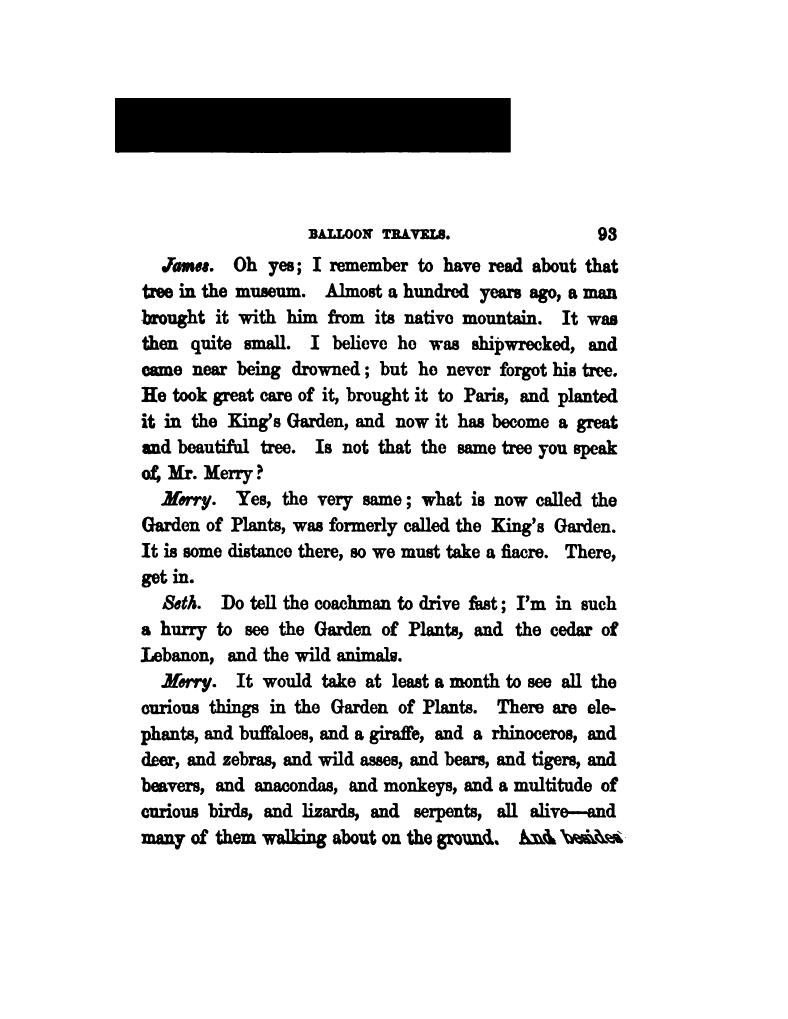 BALLOON TRAVELS. 93
James. Oh yes; I remember to have read about that
tree in the museum. Almost a hundred years ago, a man
brought it with him from its native mountain. It was
then quite small. I believe he was shipwrecked, and
came near being drowned; but he never forgot his tree.
He took great care of it, brought it to Paris, and planted
it in the King's Garden, and now it has become a great
and beautiful tree. Is not that the same tree you speak
of, Mr. Merry?
Merry. Yes, the very same; what is now called the
Garden of Plants, was formerly called the King's Garden.
It is some distance there, so we must take a fiacre. There,
get in.
Seth. Do tell the coachman to drive fast; I'm in such
a hurry to see the Garden of Plants, and the cedar of
Lebanon, and the wild animals.
Merry. It would take at least a month to see all the
curious things in the Garden of Plants. There are ele-
phants, and buffaloes, and a giraffe, and a rhinoceros, and
deer, and zebras, and wild asses, and bears, and tigers, and
beavers, and anacondas, and monkeys, and a multitude of
curious birds, and lizards, and serpents, all alive—and
many of them walking about on the ground. And besides